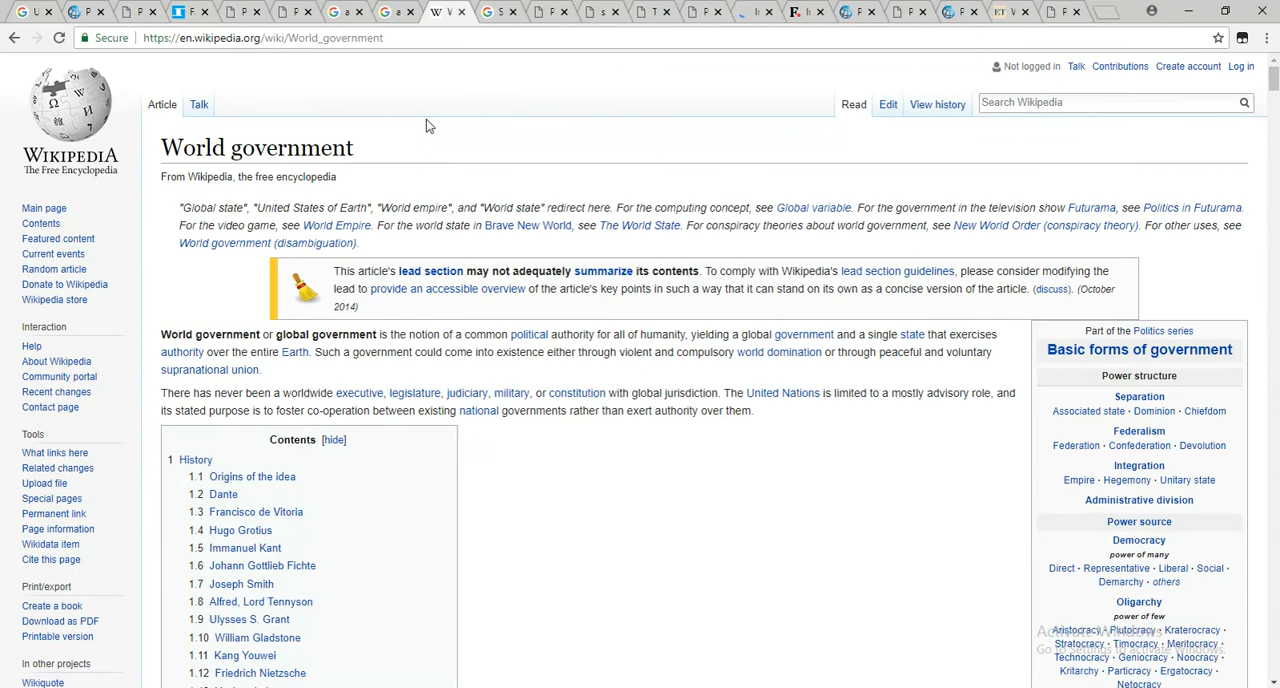 Secure https://en.wikipedia.org/wiki/World_government
Not logged in Talk Contributions Create account Log in
Article Talk Read Edit View history Search Wikipedia
WIKIPEDIA
The Free Encyclopedia
World government
From Wikipedia, the free encyclopedia
"Global state", "United States of Earth", "World empire", and "World state" redirect here. For the computing concept, see Global variable. For the government in the television show Futurama, see Politics in Futurama.
For the video game, see World Empire. For the world state in Brave New World, see The World State. For conspiracy theories about world government, see New World Order (conspiracy theory). For other uses, see
World government (disambiguation).
This article's lead section may not adequately summarize its contents. To comply with Wikipedia's lead section guidelines, please consider modifying the
lead to provide an accessible overview of the article's key points in such a way that it can stand on its own as a concise version of the article. (discuss). (October
2014)
World government or global government is the notion of a common political authority for all of humanity, yielding a global government and a single state that exercises
authority over the entire Earth. Such a government could come into existence either through violent and compulsory world domination or through peaceful and voluntary
supranational union.
There has never been a worldwide executive, legislature, judiciary, military, or constitution with global jurisdiction. The United Nations is limited to a mostly advisory role, and
its stated purpose is to foster co-operation between existing national governments rather than exert authority over them.
Contents [hide]
1 History
1.1 Origins of the idea
1.2 Dante
1.3 Francisco de Vitoria
1.4 Hugo Grotius
1.5 Immanuel Kant
1.6 Johann Gottlieb Fichte
1.7 Joseph Smith
1.8 Alfred, Lord Tennyson
1.9 Ulysses S. Grant
1.10 William Gladstone
1.11 Kang Youwei
1.12 Friedrich Nietzsche
Main page
Contents
Featured content
Current events
Random article
Donate to Wikipedia
Wikipedia store
Interaction
Help
About Wikipedia
Community portal
Recent changes
Contact page
Tools
What links here
Related changes
Upload file
Special pages
Permanent link
Page information
Wikidata item
Cite this page
Print/export
Create a book
Download as PDF
Printable version
In other projects
Wikiquote
Part of the Politics series
Basic forms of government
Power structure
Separation
Associated state · Dominion · Chiefdom
Federalism
Federation · Confederation · Devolution
Integration
Empire · Hegemony · Unitary state
Administrative division
Power source
Democracy
power of many
Direct · Representative · Liberal · Social ·
Demarchy · others
Oligarchy
power of few
Aristocracy · Plutocracy · Kraterocracy ·
Stratocracy · Timocracy · Meritocracy ·
Technocracy · Geniocracy · Noocracy ·
Kritarchy · Particracy · Ergatocracy ·
Netocracy
Activate Windows
Go to Settings to activate Windows.